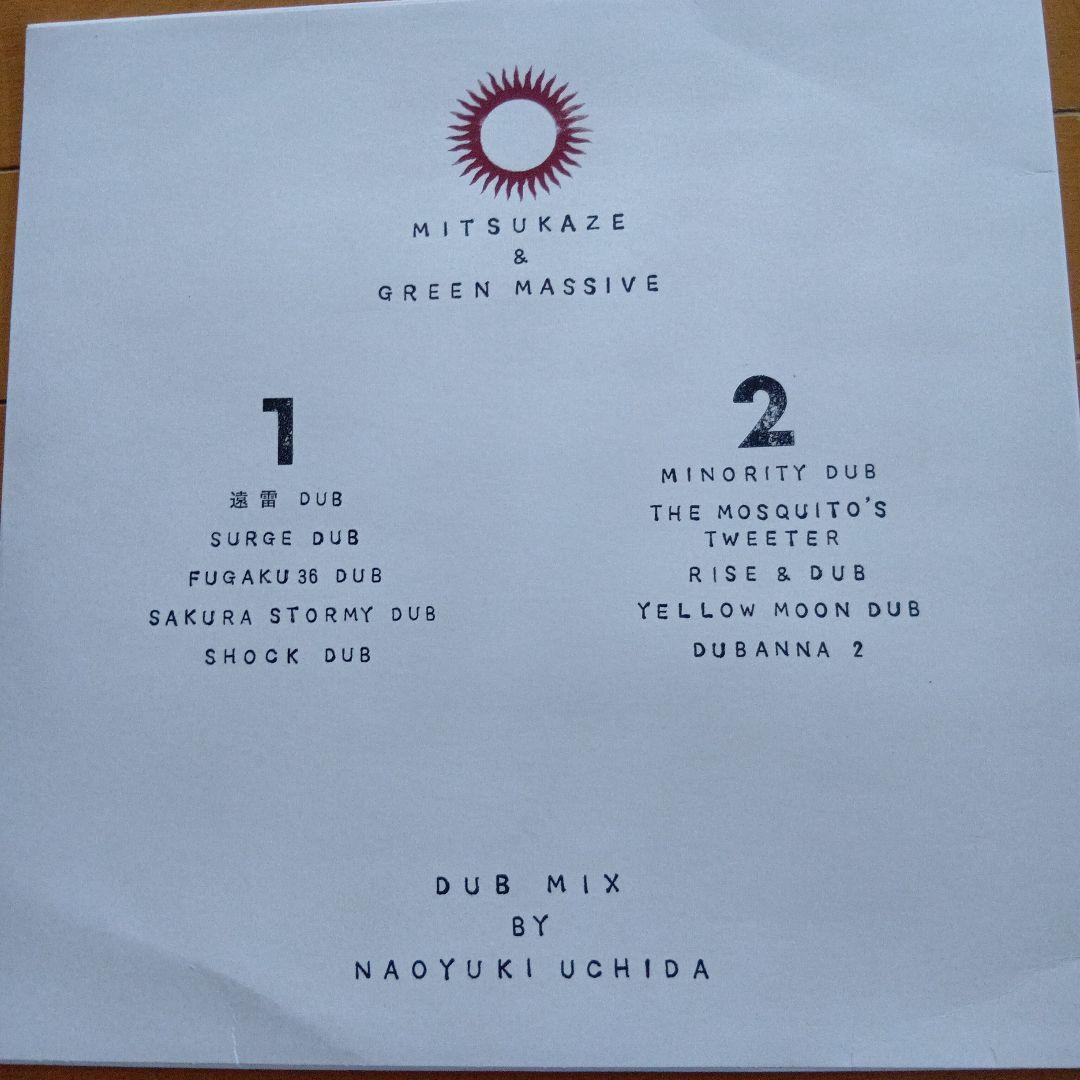 MITSUKAZE
&
GREEN MASSIVE
1
遠雷 DUB
SURGE DUB
FUGAKU 36 DUB
SAKURA STORMY DUB
SHOCK DUB
2
MINORITY DUB
THE MOSQUITO'S
TWEETER
RISE & DUB
YELLOW MOON DUB
DUBANNA 2
DUB MIX
BY
NAOYUKI UCHIDA